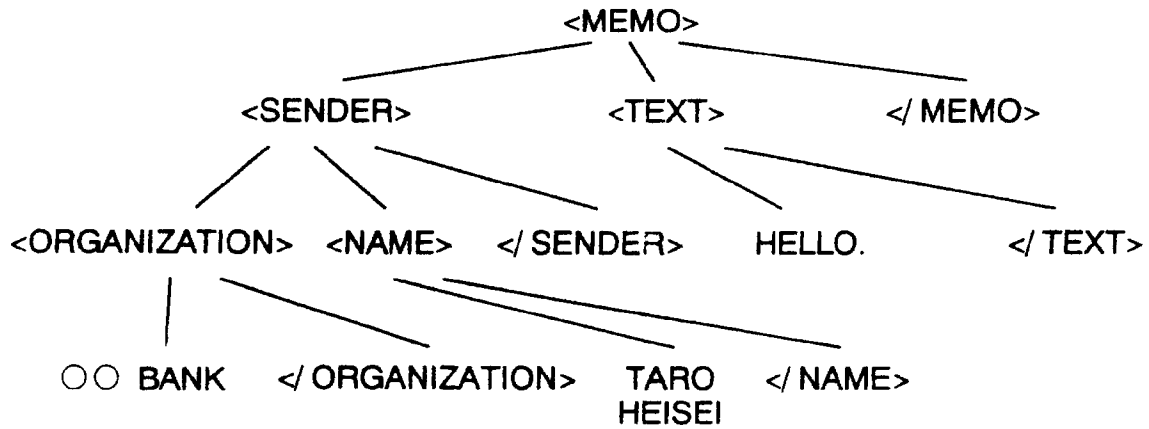 <MEMO>
<SENDER> <TEXT> </MEMO>
<ORGANIZATION> <NAME> </SENDER> HELLO. </TEXT>
○○ BANK </ORGANIZATION> TARO HEISEI </NAME>